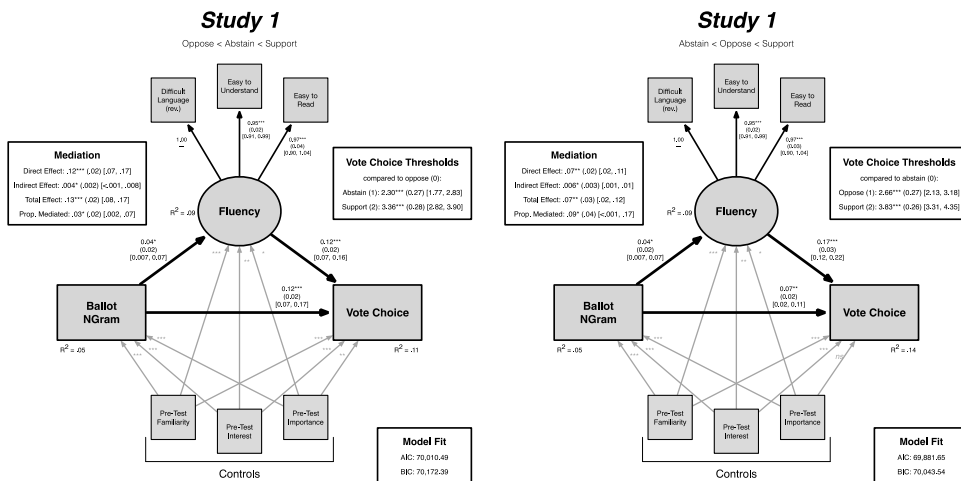 Study 1
Oppose < Abstain < Support
Difficult
Language
(rev.)
Easy to
Understand
Easy to
Read
1.00
—
0.95***
(0.02)
[0.91, 0.99]
0.97***
(0.04)
[0.90, 1.04]
Mediation
Direct Effect: .12*** (.02) [.07, .17]
Indirect Effect: .004* (.002) [<.001, .008]
Total Effect: .13*** (.02) [.08, .17]
Prop. Mediated: .03* (.02) [.002, .07]
Vote Choice Thresholds
compared to oppose (0):
Abstain (1): 2.30*** (0.27) [1.77, 2.83]
Support (2): 3.36*** (0.28) [2.82, 3.90]
Fluency
R² = .09
0.04*
(0.02)
[0.007, 0.07]
0.12***
(0.02)
[0.07, 0.16]
***
**
*
0.12***
(0.02)
[0.07, 0.17]
Ballot
NGram
Vote Choice
R² = .05
R² = .11
***
***
***
***
***
**
Pre-Test
Familiarity
Pre-Test
Interest
Pre-Test
Importance
Controls
Model Fit
AIC: 70,010.49
BIC: 70,172.39
Study 1
Abstain < Oppose < Support
Difficult
Language
(rev.)
Easy to
Understand
Easy to
Read
1.00
—
0.95***
(0.02)
[0.91, 0.99]
0.97***
(0.03)
[0.90, 1.04]
Mediation
Direct Effect: .07** (.02) [.02, .11]
Indirect Effect: .006* (.003) [.001, .01]
Total Effect: .07** (.03) [.02, .12]
Prop. Mediated: .09* (.04) [<.001, .17]
Vote Choice Thresholds
compared to abstain (0):
Oppose (1): 2.66*** (0.27) [2.13, 3.18]
Support (2): 3.83*** (0.26) [3.31, 4.35]
Fluency
R² = .09
0.04*
(0.02)
[0.007, 0.07]
0.17***
(0.03)
[0.12, 0.22]
***
**
*
0.07**
(0.02)
[0.02, 0.11]
Ballot
NGram
Vote Choice
R² = .05
R² = .14
***
***
***
***
***
ns
Pre-Test
Familiarity
Pre-Test
Interest
Pre-Test
Importance
Controls
Model Fit
AIC: 69,881.65
BIC: 70,043.54